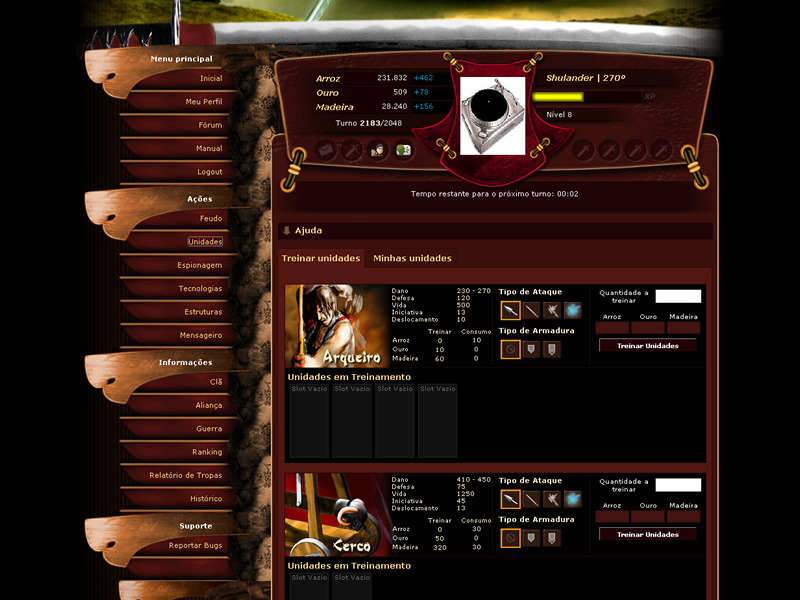 Menu principal
Inicial
Meu Perfil
Fórum
Manual
Logout
Ações
Feudo
Unidades
Espionagem
Tecnologias
Estruturas
Mensageiro
Informações
Clã
Aliança
Guerra
Ranking
Relatório de Tropas
Histórico
Suporte
Reportar Bugs
Arroz 231.832 +462
Ouro 509 +78
Madeira 28.240 +156
Turno 2183/2048
Shulander | 270º
XP
Nível 8
Tempo restante para o próximo turno: 00:02
Ajuda
Treinar unidades Minhas unidades
Arqueiro
Dano 230 - 270
Defesa 120
Vida 500
Iniciativa 13
Deslocamento 10
Treinar Consumo
Arroz 0 10
Ouro 10 0
Madeira 60 0
Tipo de Ataque
Tipo de Armadura
Quantidade a
treinar
Arroz Ouro Madeira
Treinar Unidades
Unidades em Treinamento
Slot Vazio Slot Vazio Slot Vazio Slot Vazio
Cerco
Dano 410 - 450
Defesa 75
Vida 1250
Iniciativa 45
Deslocamento 13
Treinar Consumo
Arroz 0 30
Ouro 50 0
Madeira 320 30
Tipo de Ataque
Tipo de Armadura
Quantidade a
treinar
Arroz Ouro Madeira
Treinar Unidades
Unidades em Treinamento
Slot Vazio Slot Vazio